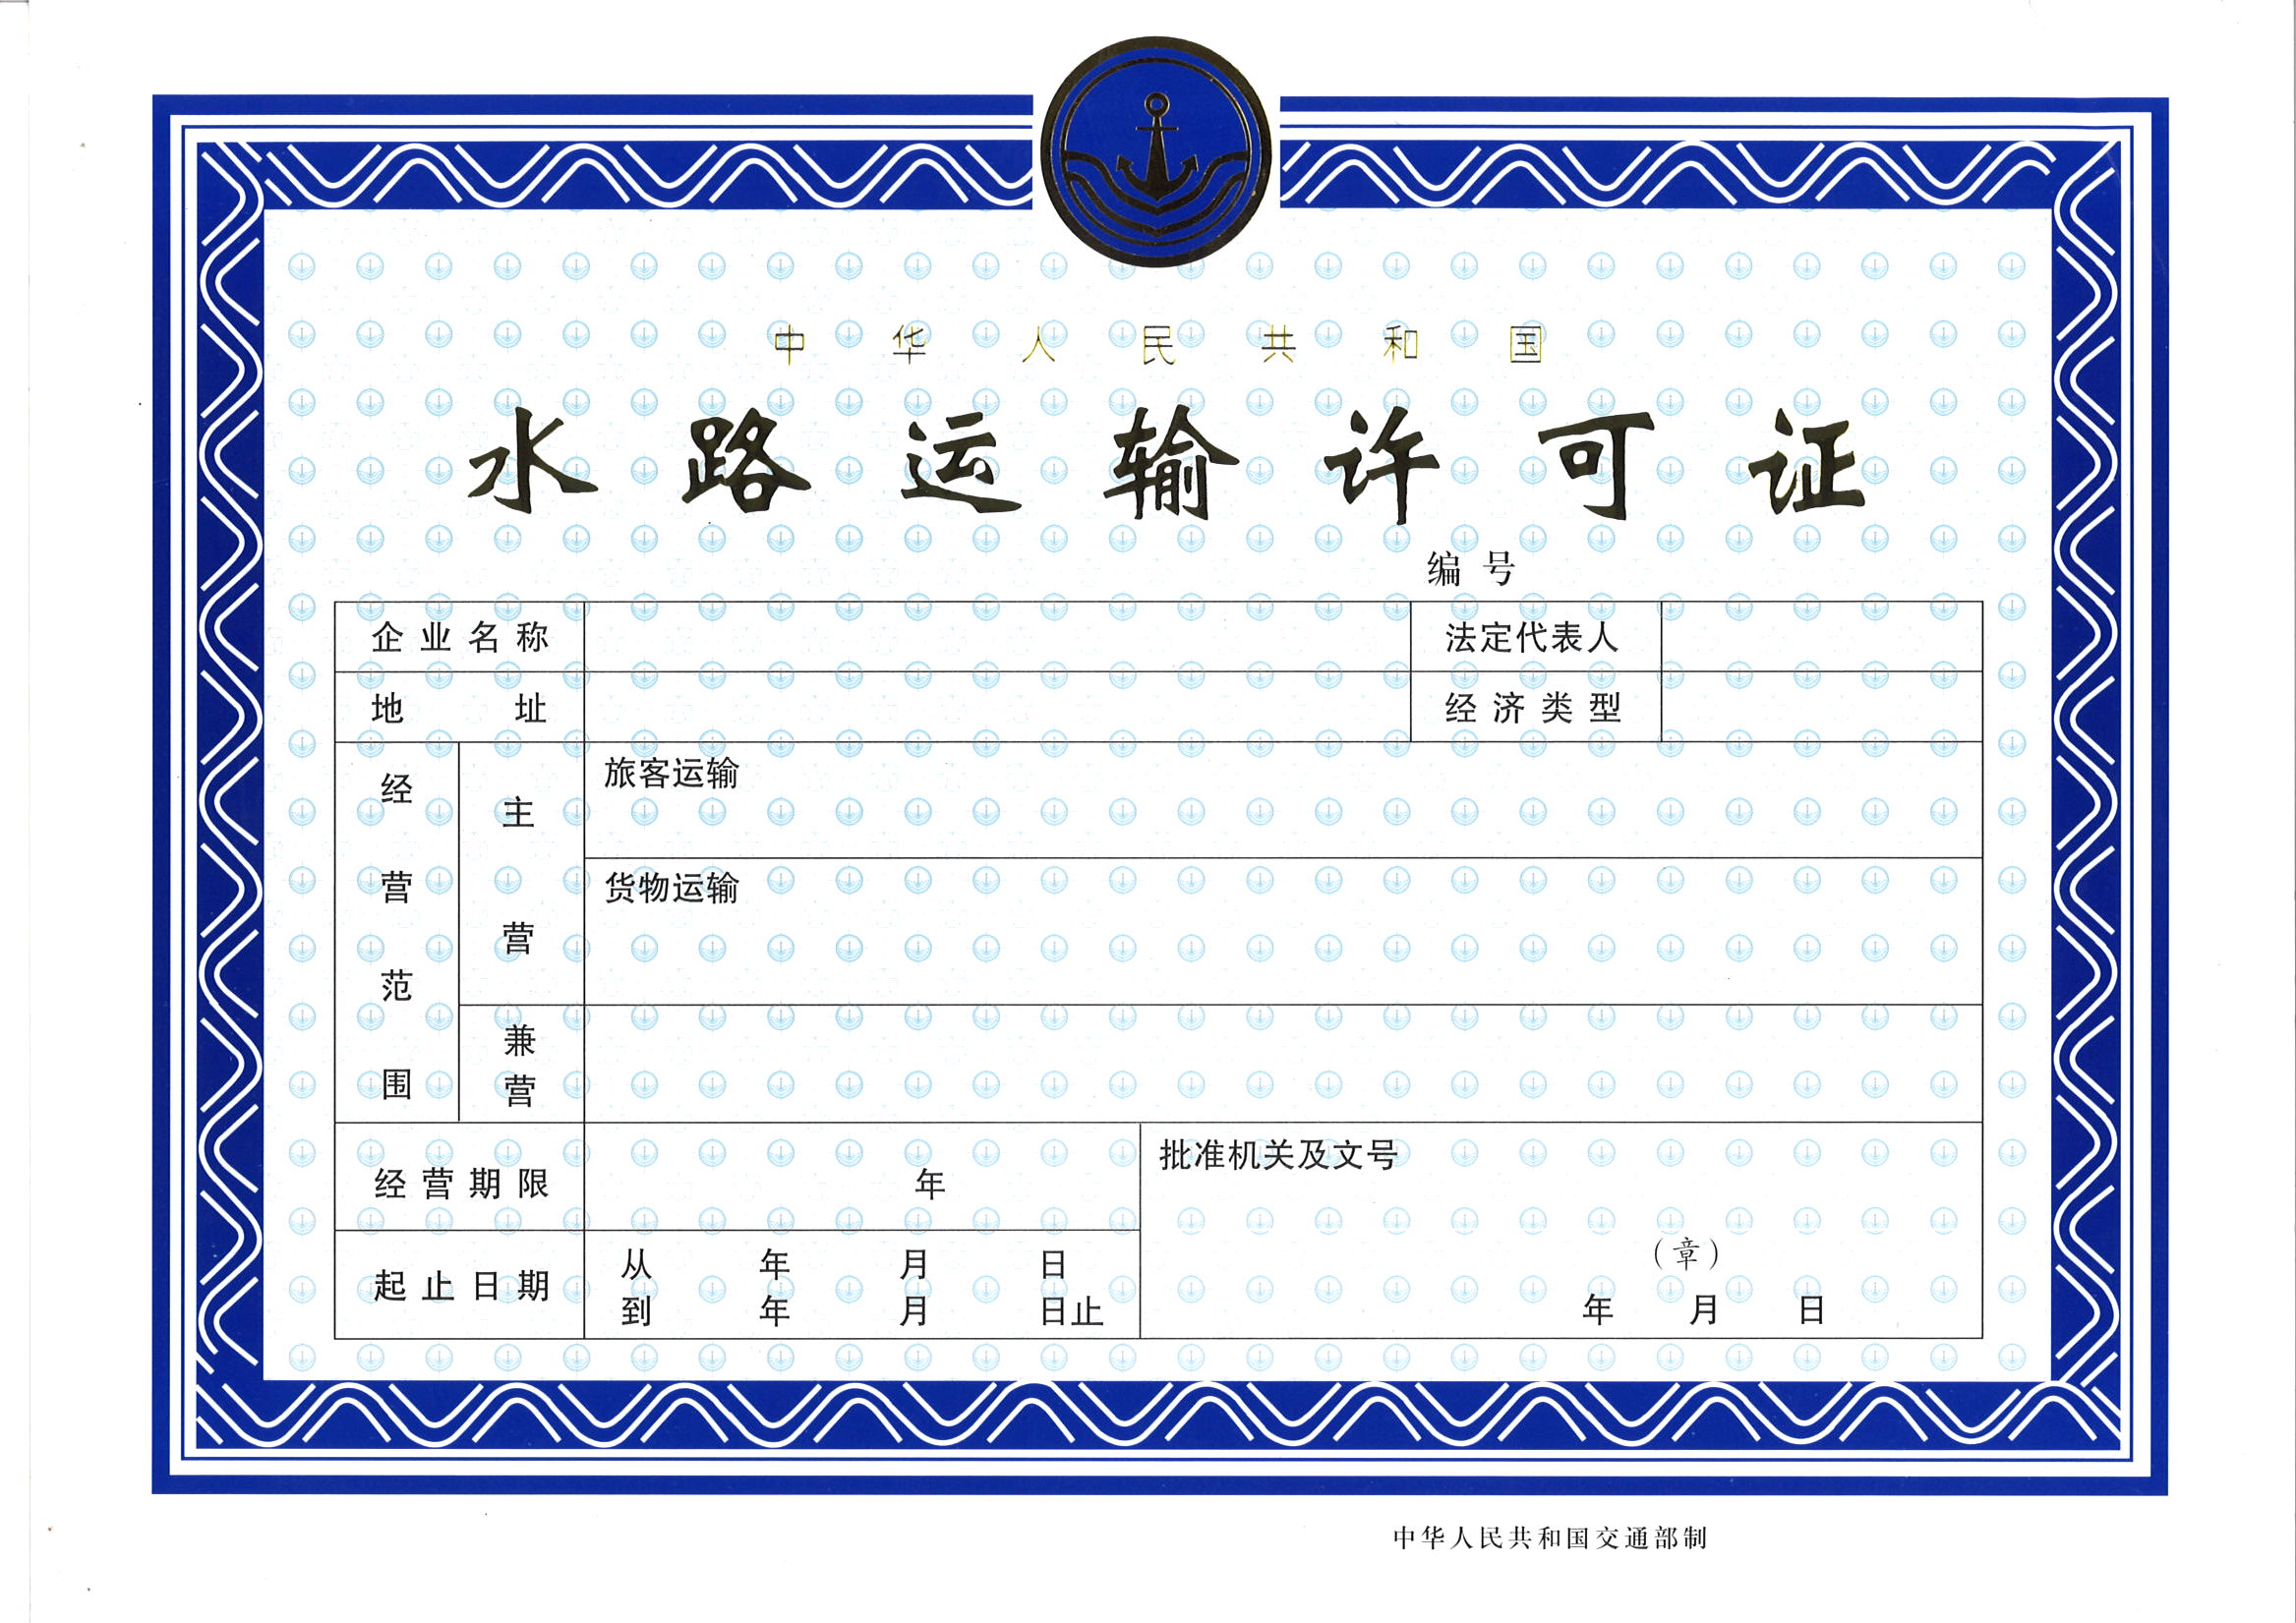 中华人民共和国
水路运输许可证
编号
企业名称 法定代表人
地址 经济类型
经营范围 主营 旅客运输
货物运输
兼营
经营期限 年 批准机关及文号
起止日期 从 年 月 日 (章)
到 年 月 日止 年 月 日
中华人民共和国交通部制